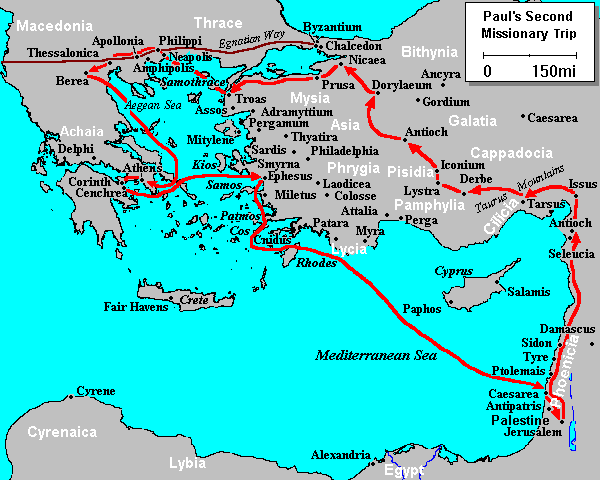 Paul's Second
Missionary Trip
0 150mi
Macedonia
Thrace
Byzantium
Apollonia
Philippi
Egnatian Way
Chalcedon
Bithynia
Thessalonica
Neapolis
Nicaea
Amphipolis
Berea
Samothrace
Prusa
Dorylaeum
Ancyra
Aegean Sea
Troas
Mysia
Gordium
Assos
Adramyttium
Asia
Galatia
Caesarea
Achaia
Mitylene
Pergamum
Thyatira
Antioch
Delphi
Sardis
Philadelphia
Cappadocia
Kios
Smyrna
Phrygia
Pisidia
Iconium
Athens
Ephesus
Derbe
Corinth
Samos
Laodicea
Lystra
Taurus Mountains
Issus
Cenchrea
Miletus
Colosse
Pamphylia
Tarsus
Patmos
Attalia
Cilicia
Antioch
Cos
Patara
Perga
Cnidus
Myra
Seleucia
Lycia
Rhodes
Cyprus
Salamis
Crete
Fair Havens
Paphos
Damascus
Sidon
Mediterranean Sea
Tyre
Phoenicia
Ptolemais
Cyrene
Caesarea
Antipatris
Palestine
Cyrenaica
Jerusalem
Alexandria
Lybia
Egypt